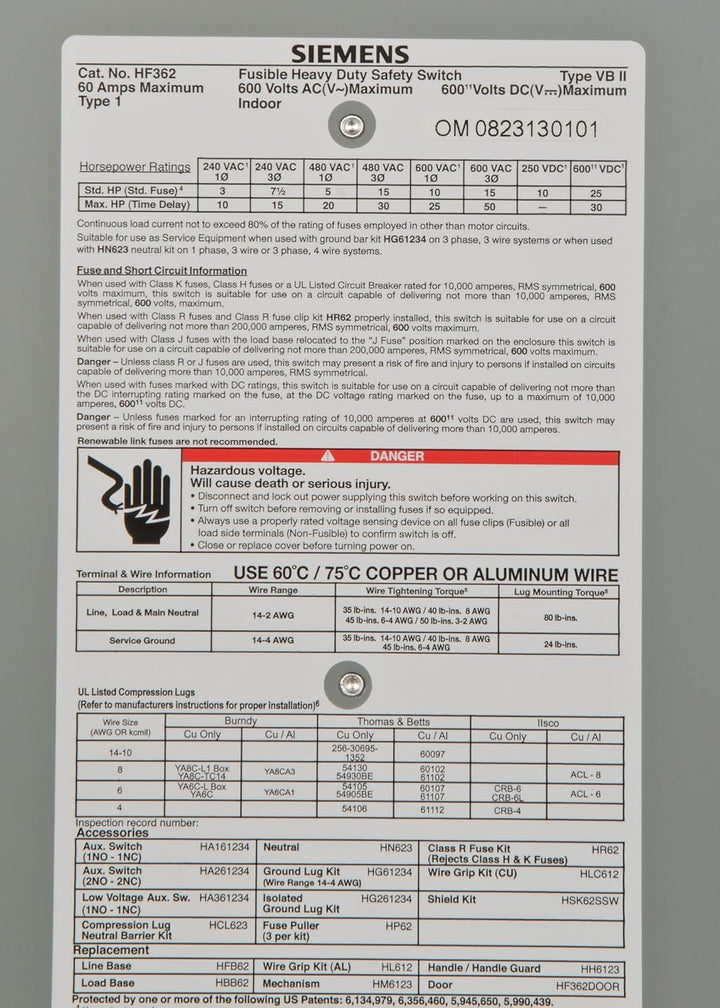 SIEMENS
Cat. No. HF362 Fusible Heavy Duty Safety Switch Type VB II
60 Amps Maximum 600 Volts AC(V~)Maximum 600¹¹Volts DC(V⎓)Maximum
Type 1 Indoor
OM 0823130101
Horsepower Ratings 240 VAC¹ 1Ø 240 VAC 3Ø 480 VAC¹ 1Ø 480 VAC 3Ø 600 VAC¹ 1Ø 600 VAC 3Ø 250 VDC¹ 600¹¹ VDC¹
Std. HP (Std. Fuse)⁴ 3 7½ 5 15 10 15 10 25
Max. HP (Time Delay) 10 15 20 30 25 50 — 30
Continuous load current not to exceed 80% of the rating of fuses employed in other than motor circuits.
Suitable for use as Service Equipment when used with ground bar kit HG61234 on 3 phase, 3 wire systems or when used
with HN623 neutral kit on 1 phase, 3 wire or 3 phase, 4 wire systems.
Fuse and Short Circuit Information
When used with Class K fuses, Class H fuses or a UL Listed Circuit Breaker rated for 10,000 amperes, RMS symmetrical, 600
volts maximum, this switch is suitable for use on a circuit capable of delivering not more than 10,000 amperes, RMS
symmetrical, 600 volts, maximum.
When used with Class R fuses and Class R fuse clip kit HR62 properly installed, this switch is suitable for use on a circuit
capable of delivering not more than 200,000 amperes, RMS symmetrical, 600 volts maximum.
When used with Class J fuses with the load base relocated to the "J Fuse" position marked on the enclosure this switch is
suitable for use on a circuit capable of delivering not more than 200,000 amperes, RMS symmetrical, 600 volts maximum.
Danger – Unless class R or J fuses are used, this switch may present a risk of fire and injury to persons if installed on circuits
capable of delivering more than 10,000 amperes, RMS symmetrical.
When used with fuses marked with DC ratings, this switch is suitable for use on a circuit capable of delivering not more than
the DC interrupting rating marked on the fuse, at the DC voltage rating marked on the fuse, up to a maximum of 10,000
amperes, 600¹¹ volts DC.
Danger – Unless fuses marked for an interrupting rating of 10,000 amperes at 600¹¹ volts DC are used, this switch may
present a risk of fire and injury to persons if installed on circuits capable of delivering more than 10,000 amperes.
Renewable link fuses are not recommended.
DANGER
Hazardous voltage.
Will cause death or serious injury.
• Disconnect and lock out power supplying this switch before working on this switch.
• Turn off switch before removing or installing fuses if so equipped.
• Always use a properly rated voltage sensing device on all fuse clips (Fusible) or all
load side terminals (Non-Fusible) to confirm switch is off.
• Close or replace cover before turning power on.
Terminal & Wire Information USE 60°C / 75°C COPPER OR ALUMINUM WIRE
Description Wire Range Wire Tightening Torque⁵ Lug Mounting Torque⁶
Line, Load & Main Neutral 14-2 AWG 35 lb-ins. 14-10 AWG / 40 lb-ins. 8 AWG 80 lb-ins.
45 lb-ins. 6-4 AWG / 50 lb-ins. 3-2 AWG
Service Ground 14-4 AWG 35 lb-ins. 14-10 AWG / 40 lb-ins. 8 AWG 24 lb-ins.
45 lb-ins. 6-4 AWG
UL Listed Compression Lugs
(Refer to manufacturers instructions for proper installation)⁶
Wire Size (AWG OR kcmil) Burndy Thomas & Betts Ilsco
Cu Only Cu / Al Cu Only Cu / Al Cu Only Cu / Al
14-10 256-30695-1352 60097
8 YA8C-L1 Box YA8C-TC14 YA8CA3 54130 54930BE 60102 61102 ACL - 8
6 YA6C-L Box YA6C YA6CA1 54105 54905BE 60107 61107 CRB-6 CRB-6L ACL - 6
4 54106 61112 CRB-4
Inspection record number:
Accessories
Aux. Switch (1NO - 1NC) HA161234 Neutral HN623 Class R Fuse Kit (Rejects Class H & K Fuses) HR62
Aux. Switch (2NO - 2NC) HA261234 Ground Lug Kit (Wire Range 14-4 AWG) HG61234 Wire Grip Kit (CU) HLC612
Low Voltage Aux. Sw. (1NO - 1NC) HA361234 Isolated Ground Lug Kit HG261234 Shield Kit HSK62SSW
Compression Lug Neutral Barrier Kit HCL623 Fuse Puller (3 per kit) HP62
Replacement
Line Base HFB62 Wire Grip Kit (AL) HL612 Handle / Handle Guard HH6123
Load Base HBB62 Mechanism HM6123 Door HF362DOOR
Protected by one or more of the following US Patents: 6,134,979, 6,356,460, 5,945,650, 5,990,439.